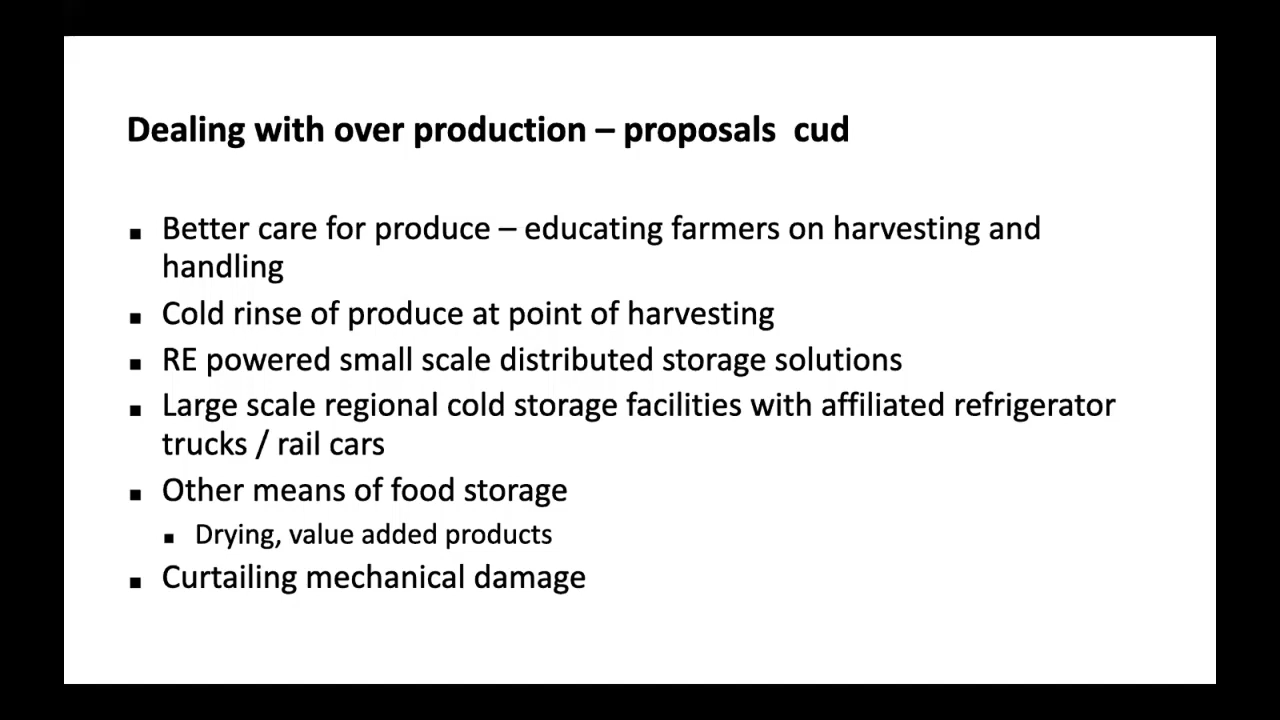 Dealing with over production – proposals cud
▪ Better care for produce – educating farmers on harvesting and
handling
▪ Cold rinse of produce at point of harvesting
▪ RE powered small scale distributed storage solutions
▪ Large scale regional cold storage facilities with affiliated refrigerator
trucks / rail cars
▪ Other means of food storage
▪ Drying, value added products
▪ Curtailing mechanical damage